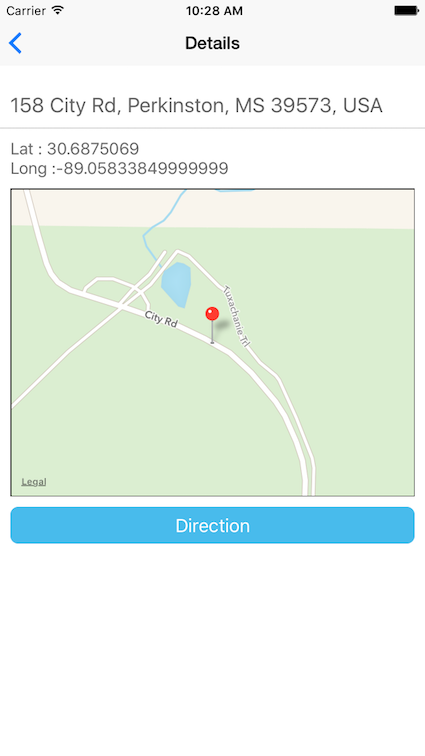 Carrier 10:28 AM
Details
158 City Rd, Perkinston, MS 39573, USA
Lat : 30.6875069
Long :-89.05833849999999
Tuxachanie Trl
City Rd
Legal
Direction